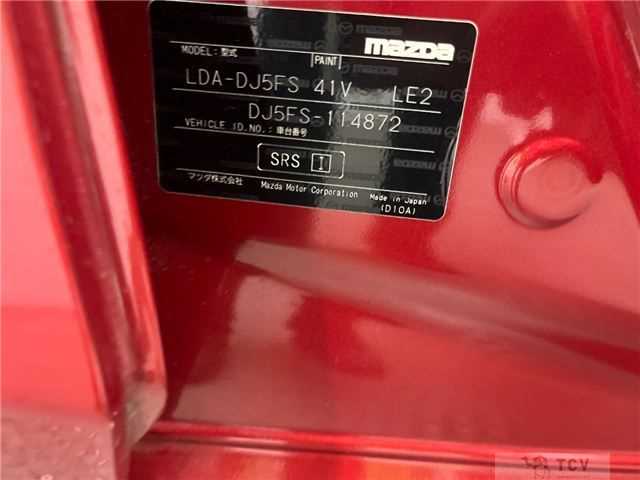 mazda
MODEL: 型式
PAINT
LDA-DJ5FS 41V LE2
DJ5FS-114872
VEHICLE ID.NO.: 車台番号
SRS I
マツダ株式会社 Mazda Motor Corporation Made in Japan
(D10A)
TCV